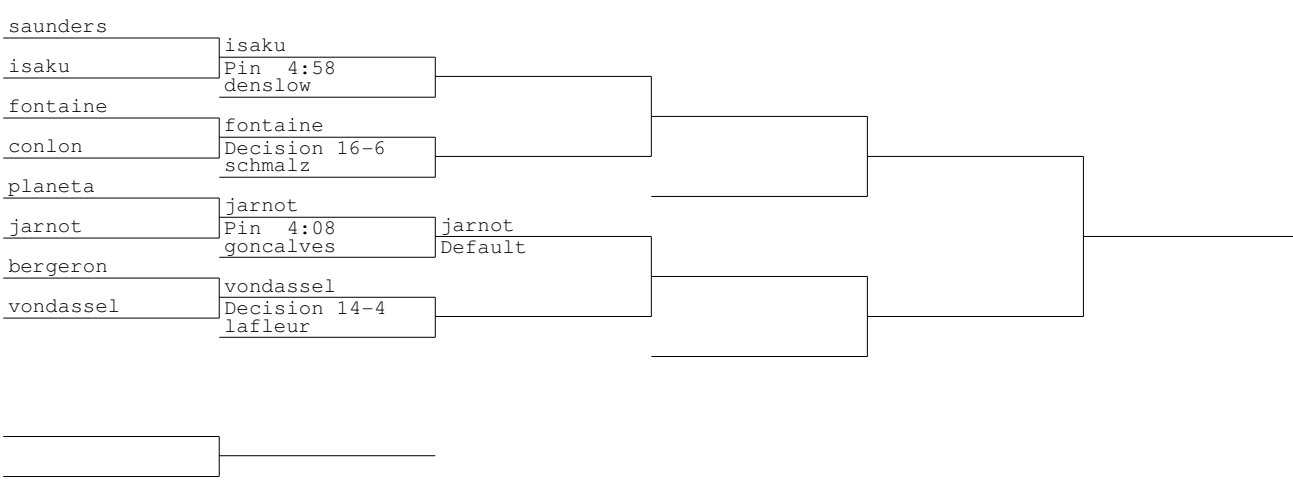 saunders
isaku
isaku
Pin  4:58
denslow
fontaine
fontaine
conlon
Decision 16-6
schmalz
planeta
jarnot
jarnot
Pin  4:08
goncalves
jarnot
Default
bergeron
vondassel
vondassel
Decision 14-4
lafleur